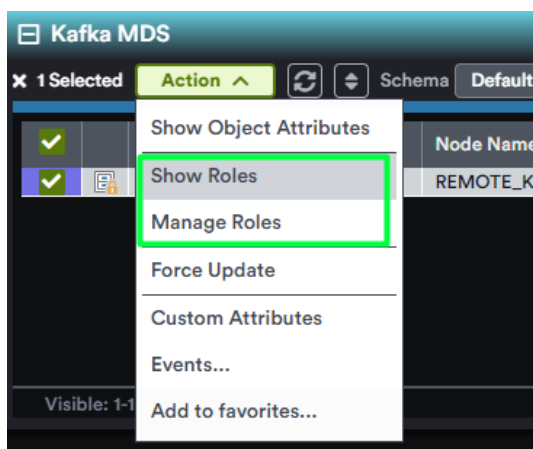 Kafka MDS
1 Selected Action Schema Default
Show Object Attributes
Node Name
Show Roles
REMOTE_K
Manage Roles
Force Update
Custom Attributes
Events...
Visible: 1-1
Add to favorites...